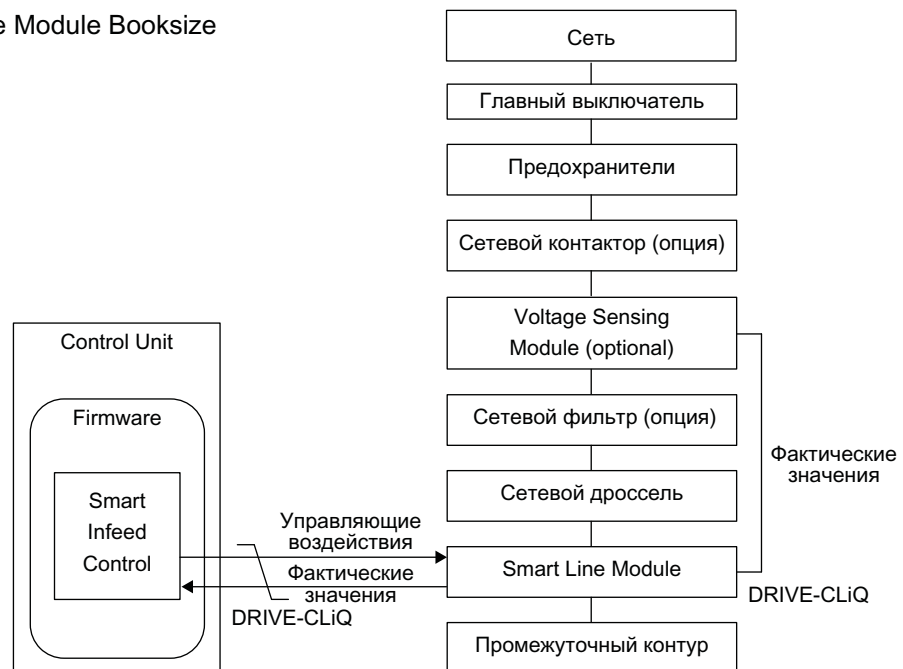 e Module Booksize
Сеть
Главный выключатель
Предохранители
Сетевой контактор (опция)
Voltage Sensing
Module (optional)
Сетевой фильтр (опция)
Сетевой дроссель
Smart Line Module
Промежуточный контур
Фактические
значения
DRIVE-CLiQ
Control Unit
Firmware
Smart
Infeed
Control
Управляющие
воздействия
Фактические
значения
DRIVE-CLiQ